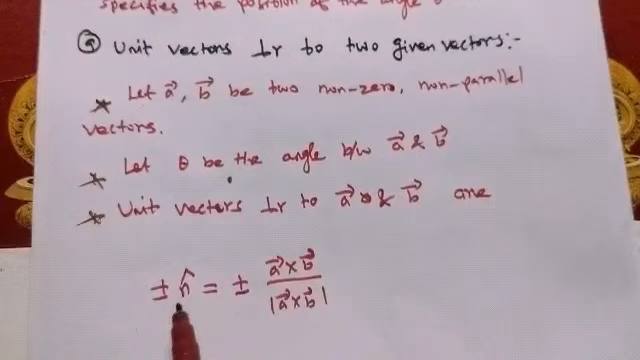 specifies the position of the angle θ
⓪ Unit vectors ⊥r to two given vectors:-
* Let a⃗, b⃗ be two non-zero, non-parallel
vectors.
* Let θ be the angle b/w a⃗ & b⃗
* Unit vectors ⊥r to a⃗ & b⃗ are
± n̂ = ± a⃗×b⃗ / |a⃗×b⃗|